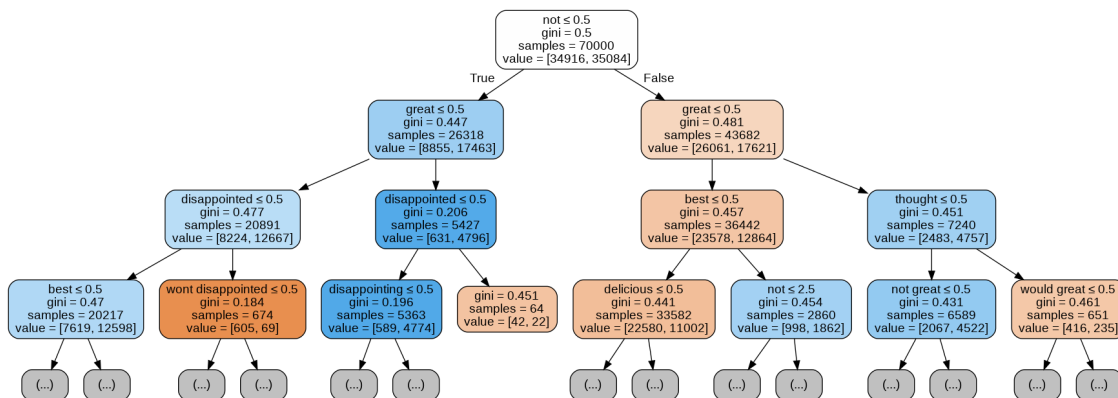 not ≤ 0.5
gini = 0.5
samples = 70000
value = [34916, 35084]
True
False
great ≤ 0.5
gini = 0.447
samples = 26318
value = [8855, 17463]
great ≤ 0.5
gini = 0.481
samples = 43682
value = [26061, 17621]
disappointed ≤ 0.5
gini = 0.477
samples = 20891
value = [8224, 12667]
disappointed ≤ 0.5
gini = 0.206
samples = 5427
value = [631, 4796]
best ≤ 0.5
gini = 0.457
samples = 36442
value = [23578, 12864]
thought ≤ 0.5
gini = 0.451
samples = 7240
value = [2483, 4757]
best ≤ 0.5
gini = 0.47
samples = 20217
value = [7619, 12598]
wont disappointed ≤ 0.5
gini = 0.184
samples = 674
value = [605, 69]
disappointing ≤ 0.5
gini = 0.196
samples = 5363
value = [589, 4774]
gini = 0.451
samples = 64
value = [42, 22]
delicious ≤ 0.5
gini = 0.441
samples = 33582
value = [22580, 11002]
not ≤ 2.5
gini = 0.454
samples = 2860
value = [998, 1862]
not great ≤ 0.5
gini = 0.431
samples = 6589
value = [2067, 4522]
would great ≤ 0.5
gini = 0.461
samples = 651
value = [416, 235]
(...)
(...)
(...)
(...)
(...)
(...)
(...)
(...)
(...)
(...)
(...)
(...)
(...)
(...)